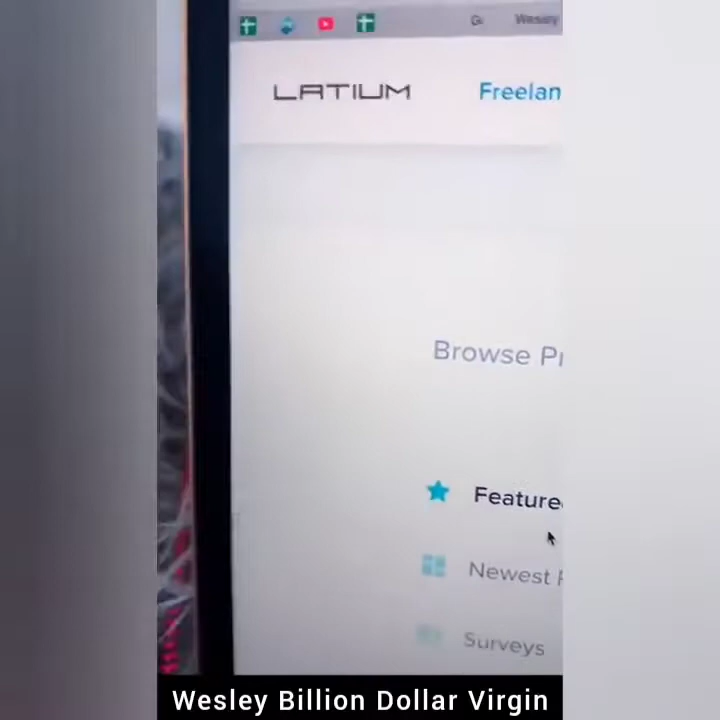 Wesley
LATIUM
Freelan
Browse Pr
Feature
Newest
Surveys
Wesley Billion Dollar Virgin